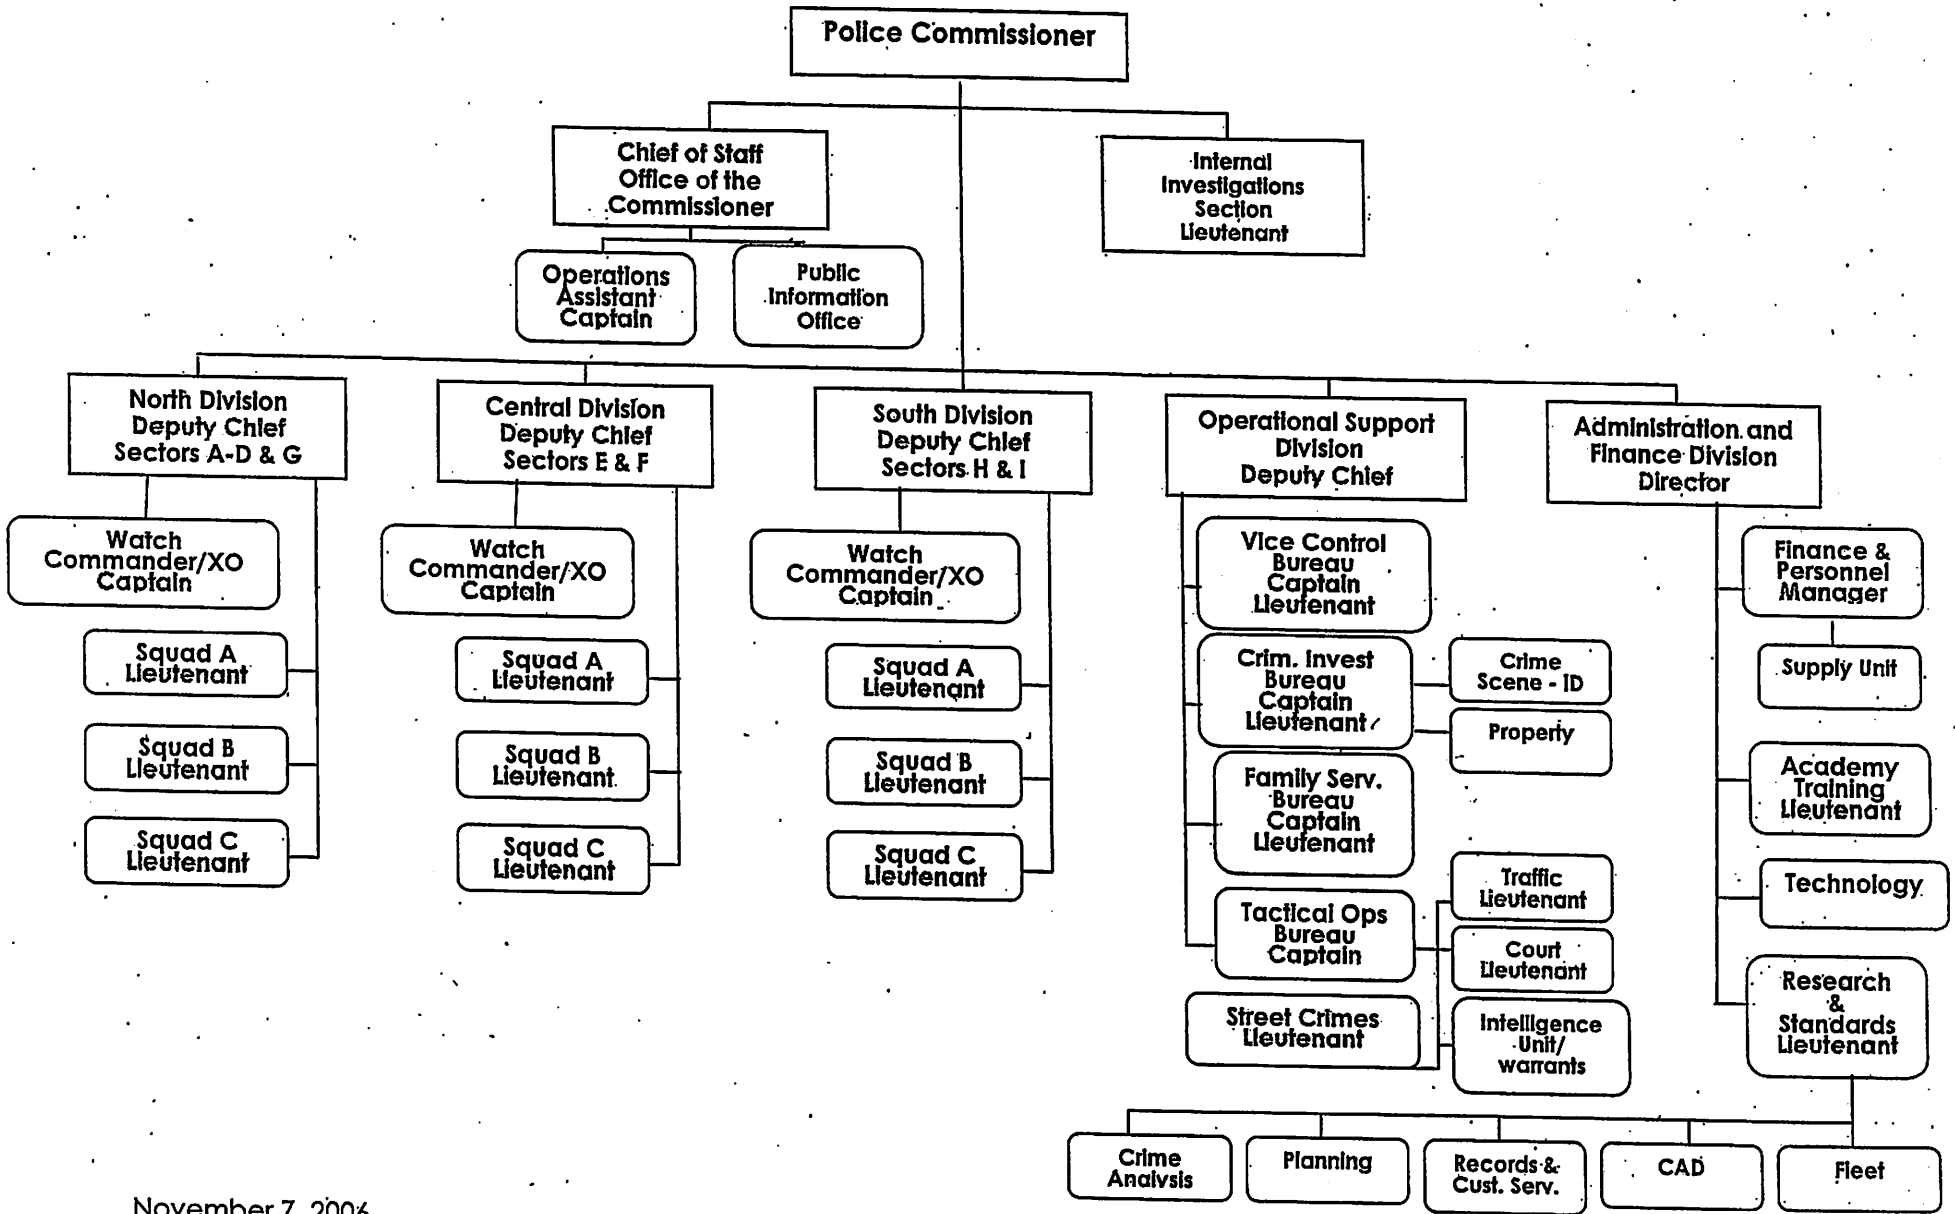 Police Commissioner
Chief of Staff
Office of the
Commissioner
Internal
Investigations
Section
Lieutenant
Operations
Assistant
Captain
Public
Information
Office
North Division
Deputy Chief
Sectors A-D & G
Central Division
Deputy Chief
Sectors E & F
South Division
Deputy Chief
Sectors H & I
Operational Support
Division
Deputy Chief
Administration and
Finance Division
Director
Watch
Commander/XO
Captain
Squad A
Lieutenant
Squad B
Lieutenant
Squad C
Lieutenant
Watch
Commander/XO
Captain
Squad A
Lieutenant
Squad B
Lieutenant
Squad C
Lieutenant
Watch
Commander/XO
Captain
Squad A
Lieutenant
Squad B
Lieutenant
Squad C
Lieutenant
Vice Control
Bureau
Captain
Lieutenant
Crim. Invest
Bureau
Captain
Lieutenant
Crime
Scene - ID
Property
Family Serv.
Bureau
Captain
Lieutenant
Tactical Ops
Bureau
Captain
Traffic
Lieutenant
Court
Lieutenant
Street Crimes
Lieutenant
Intelligence
Unit/
warrants
Finance &
Personnel
Manager
Supply Unit
Academy
Training
Lieutenant
Technology
Research
&
Standards
Lieutenant
Crime
Analysis
Planning
Records &
Cust. Serv.
CAD
Fleet
November 7, 2006